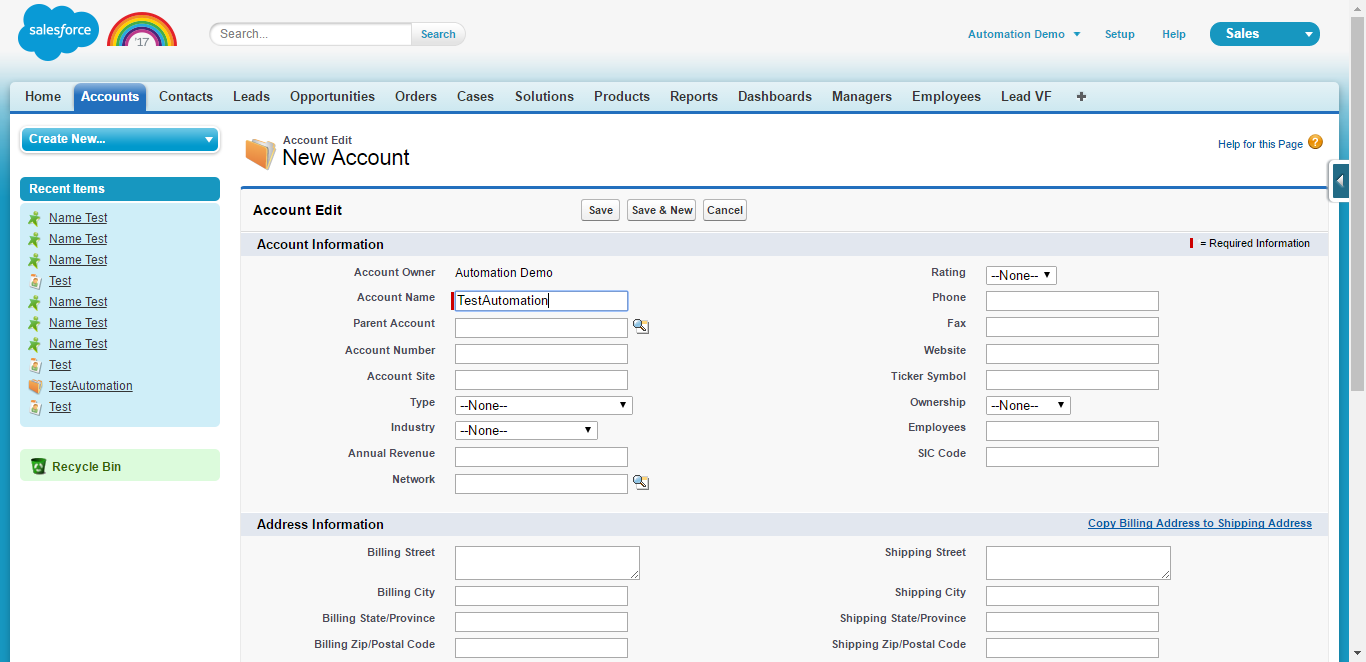 salesforce
'17
Search...
Search
Automation Demo
Setup
Help
Sales
Home Accounts Contacts Leads Opportunities Orders Cases Solutions Products Reports Dashboards Managers Employees Lead VF +
Create New...
Recent Items
Name Test
Name Test
Name Test
Test
Name Test
Name Test
Name Test
Test
TestAutomation
Test
Recycle Bin
Account Edit
New Account
Help for this Page ?
Account Edit
Save
Save & New
Cancel
Account Information
= Required Information
Account Owner Automation Demo
Rating --None--
Account Name TestAutomation
Phone
Parent Account
Fax
Account Number
Website
Account Site
Ticker Symbol
Type --None--
Ownership --None--
Industry --None--
Employees
Annual Revenue
SIC Code
Network
Address Information
Copy Billing Address to Shipping Address
Billing Street
Shipping Street
Billing City
Shipping City
Billing State/Province
Shipping State/Province
Billing Zip/Postal Code
Shipping Zip/Postal Code